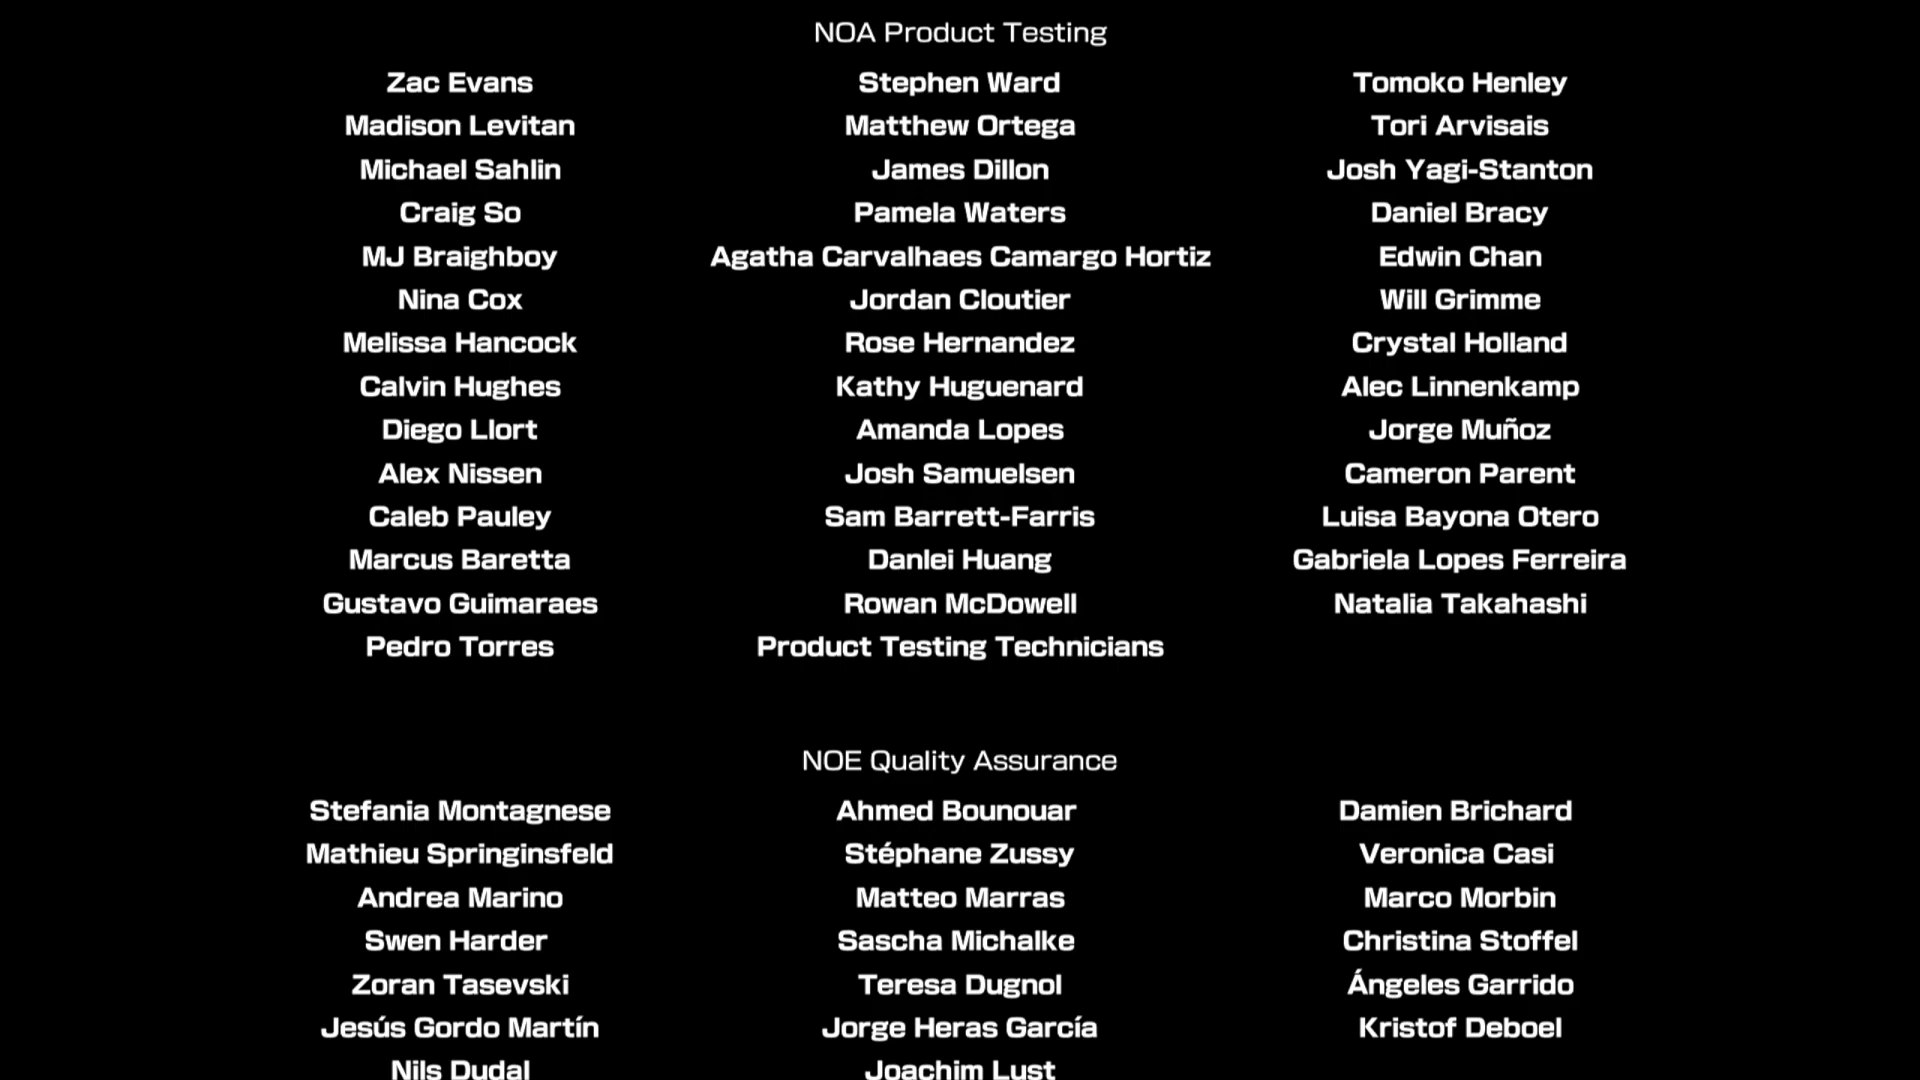 NOA Product Testing
Zac Evans Stephen Ward Tomoko Henley
Madison Levitan Matthew Ortega Tori Arvisais
Michael Sahlin James Dillon Josh Yagi-Stanton
Craig So Pamela Waters Daniel Bracy
MJ Braighboy Agatha Carvalhaes Camargo Hortiz Edwin Chan
Nina Cox Jordan Cloutier Will Grimme
Melissa Hancock Rose Hernandez Crystal Holland
Calvin Hughes Kathy Huguenard Alec Linnenkamp
Diego Llort Amanda Lopes Jorge Muñoz
Alex Nissen Josh Samuelsen Cameron Parent
Caleb Pauley Sam Barrett-Farris Luisa Bayona Otero
Marcus Baretta Danlei Huang Gabriela Lopes Ferreira
Gustavo Guimaraes Rowan McDowell Natalia Takahashi
Pedro Torres Product Testing Technicians
NOE Quality Assurance
Stefania Montagnese Ahmed Bounouar Damien Brichard
Mathieu Springinsfeld Stéphane Zussy Veronica Casi
Andrea Marino Matteo Marras Marco Morbin
Swen Harder Sascha Michalke Christina Stoffel
Zoran Tasevski Teresa Dugnol Ángeles Garrido
Jesús Gordo Martín Jorge Heras García Kristof Deboel
Nils Dudal Joachim Lust